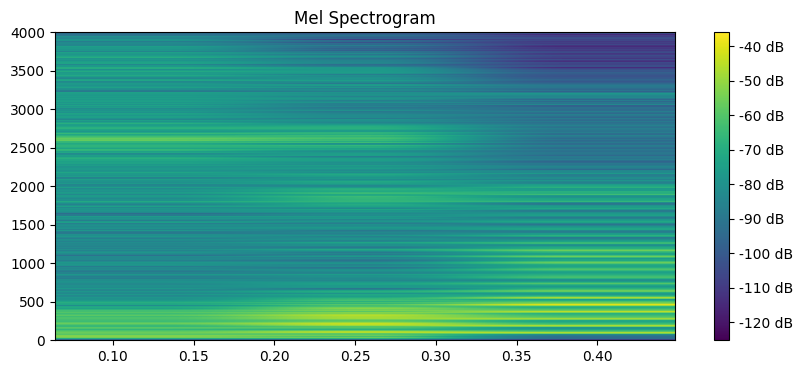 Mel Spectrogram
4000
3500
3000
2500
2000
1500
1000
500
0
0.10 0.15 0.20 0.25 0.30 0.35 0.40
-40 dB
-50 dB
-60 dB
-70 dB
-80 dB
-90 dB
-100 dB
-110 dB
-120 dB